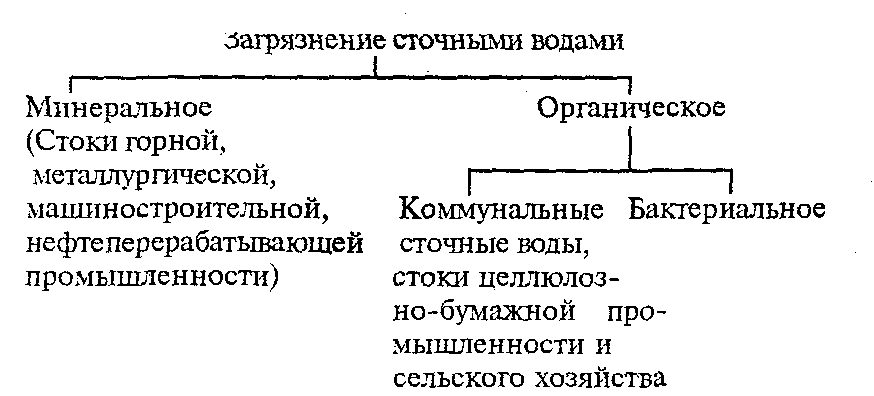 Загрязнение сточными водами
Минеральное
(Стоки горной,
металлургической,
машиностроительной,
нефтеперерабатывающей
промышленности)
Органическое
Коммунальные
сточные воды,
стоки целлюлоз-
но-бумажной про-
мышленности и
сельского хозяйства
Бактериальное